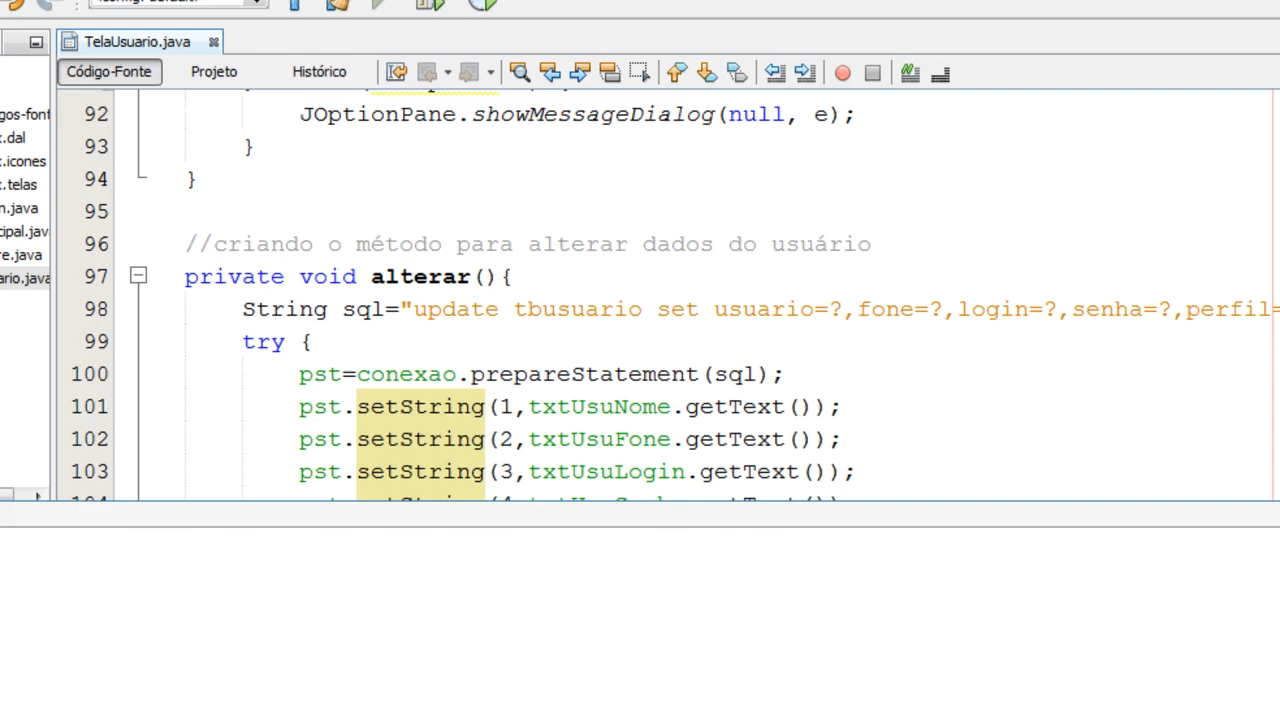 TelaUsuario.java
Código-Fonte Projeto Histórico
.dal
.icones
.telas
n.java
cipal.jav
re.java
ario.java
92 JOptionPane.showMessageDialog(null, e);
93 }
94 }
95
96 //criando o método para alterar dados do usuário
97 private void alterar(){
98 String sql="update tbusuario set usuario=?,fone=?,login=?,senha=?,perfil=
99 try {
100 pst=conexao.prepareStatement(sql);
101 pst.setString(1,txtUsuNome.getText());
102 pst.setString(2,txtUsuFone.getText());
103 pst.setString(3,txtUsuLogin.getText());